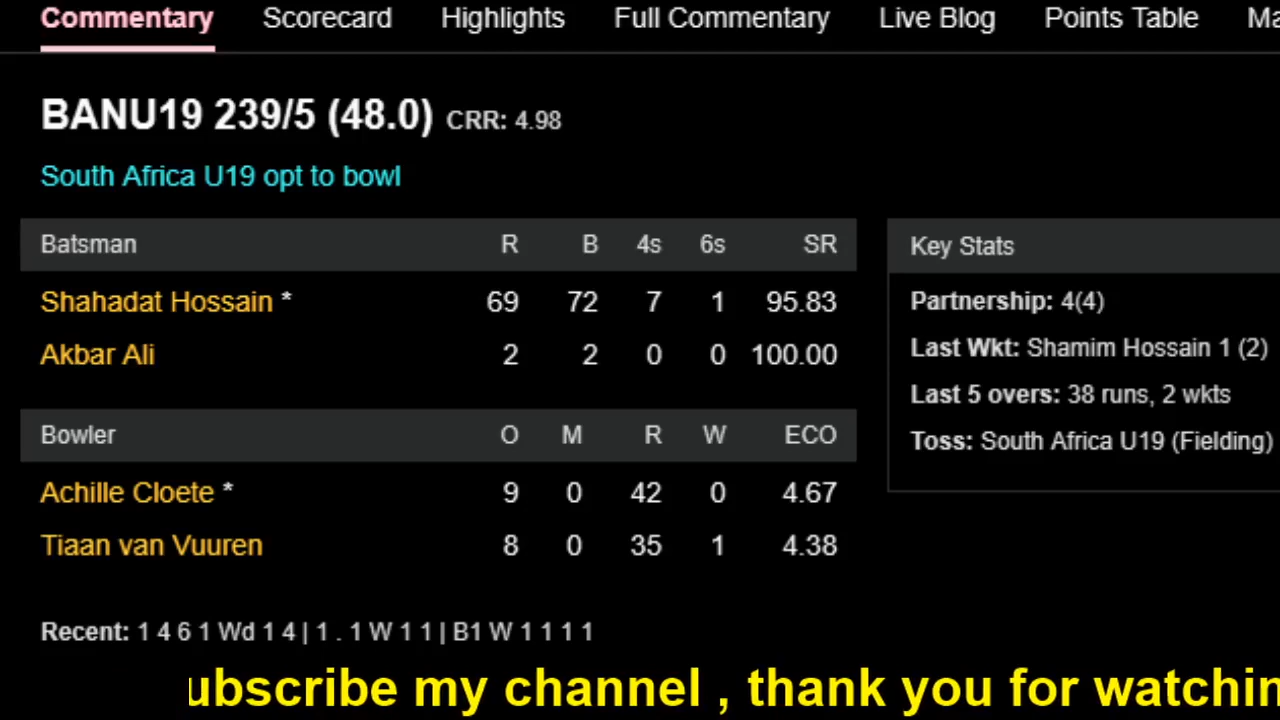 Commentary Scorecard Highlights Full Commentary Live Blog Points Table
BANU19 239/5 (48.0) CRR: 4.98
South Africa U19 opt to bowl
Batsman R B 4s 6s SR
Shahadat Hossain * 69 72 7 1 95.83
Akbar Ali 2 2 0 0 100.00
Bowler O M R W ECO
Achille Cloete * 9 0 42 0 4.67
Tiaan van Vuuren 8 0 35 1 4.38
Key Stats
Partnership: 4(4)
Last Wkt: Shamim Hossain 1 (2)
Last 5 overs: 38 runs, 2 wkts
Toss: South Africa U19 (Fielding)
Recent: 1 4 6 1 Wd 1 4 | 1 . 1 W 1 1 | B1 W 1 1 1 1
ubscribe my channel , thank you for watchin